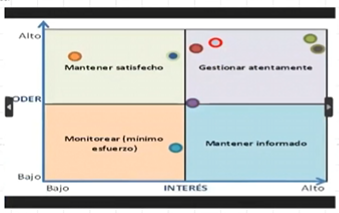 Alto
Mantener satisfecho
Gestionar atentamente
ODER
Monitorear (mínimo
esfuerzo)
Mantener informado
Bajo
Bajo
INTERÉS
Alto